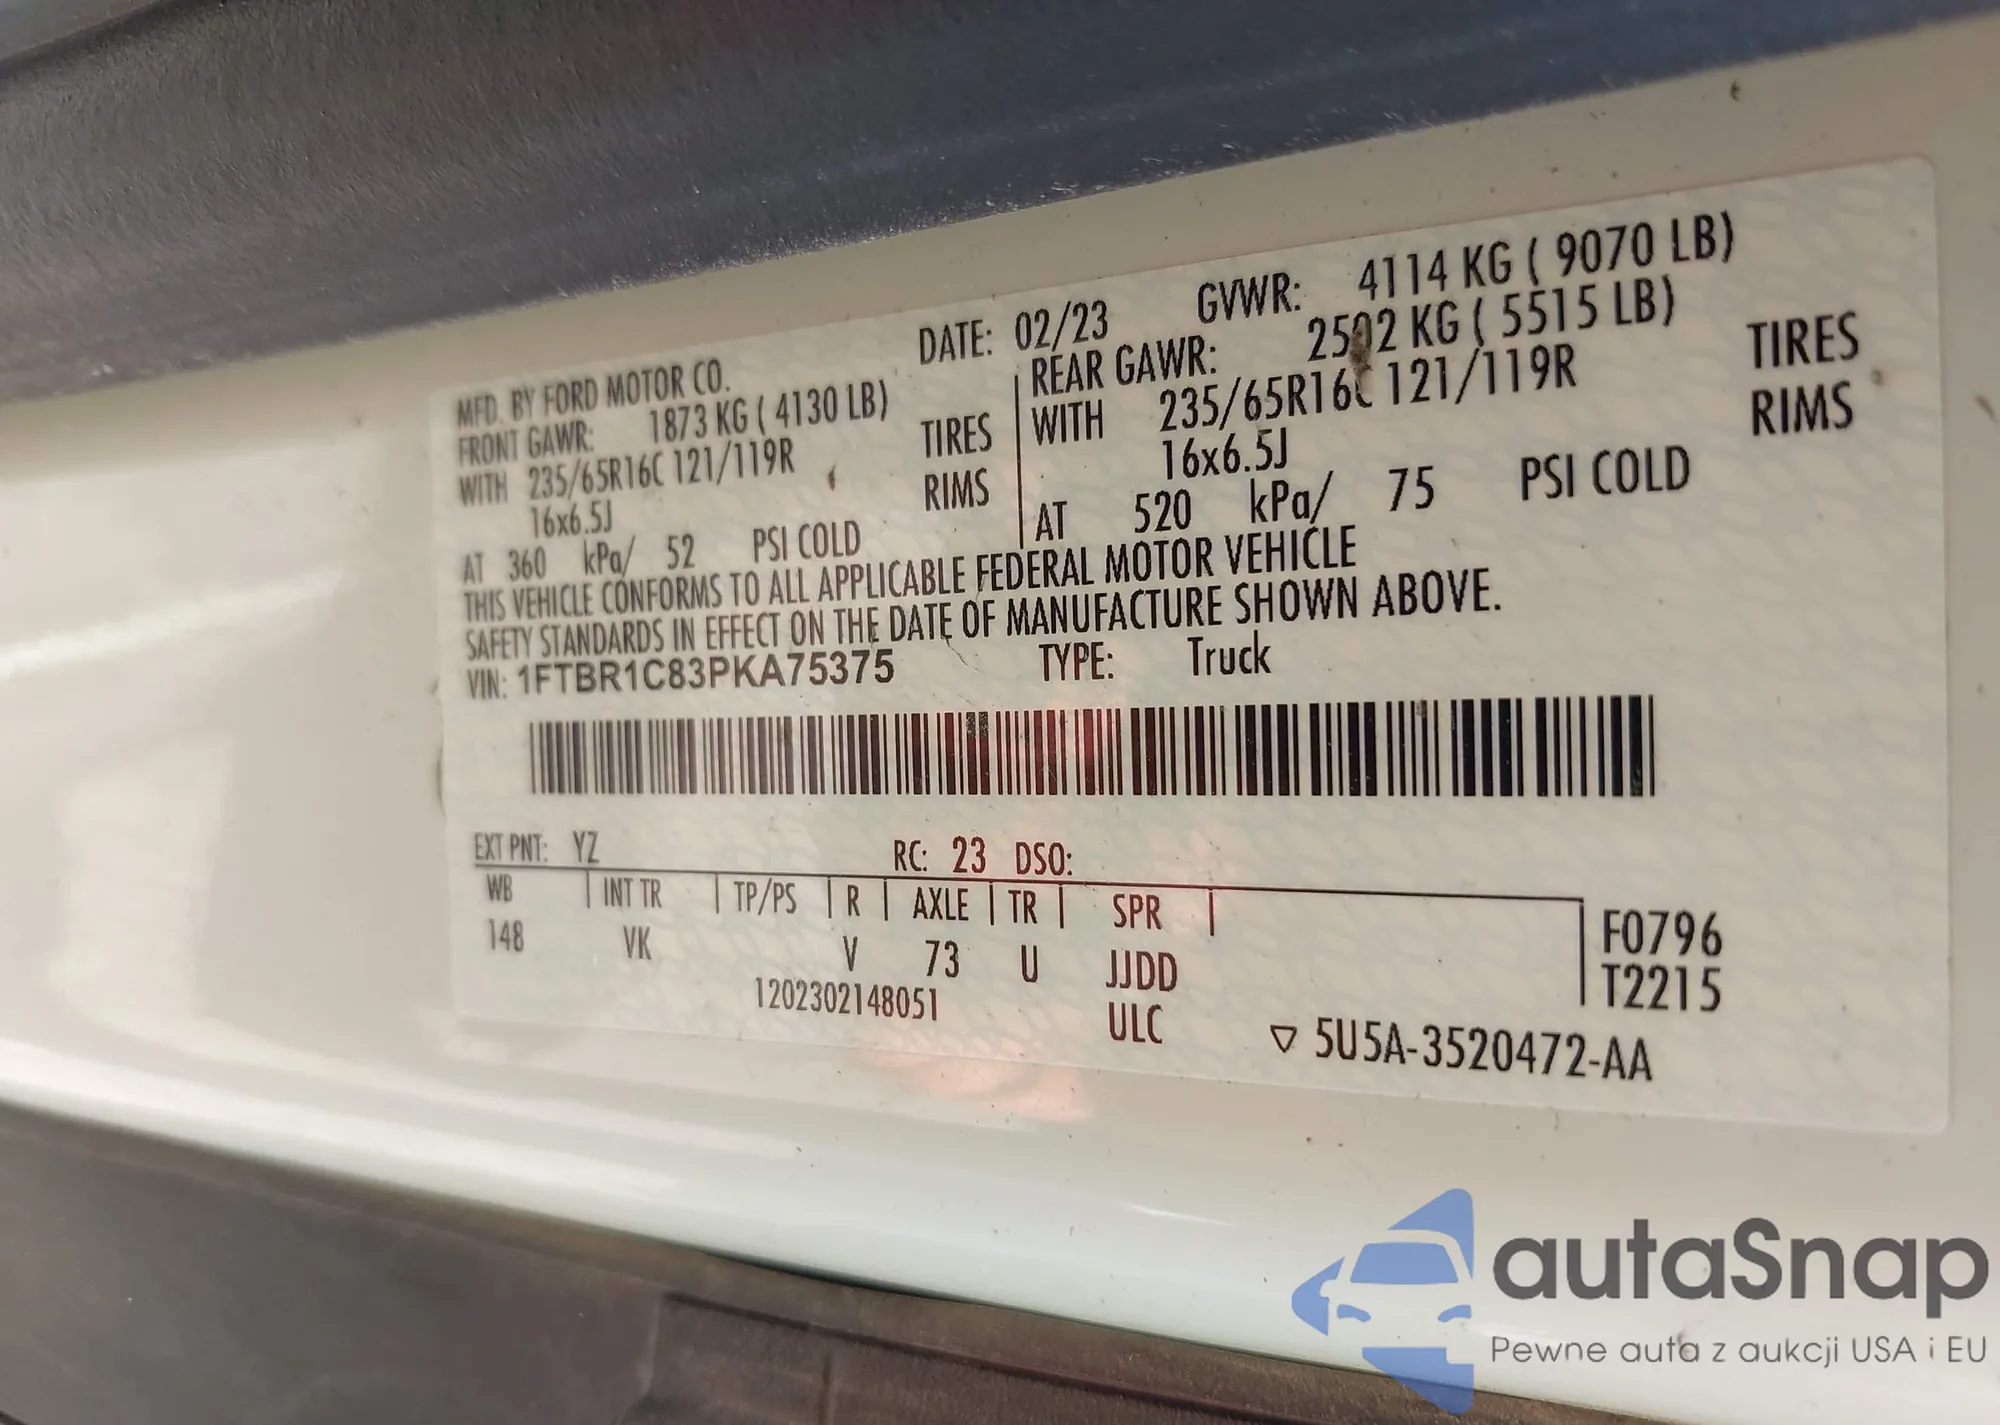 MFD. BY FORD MOTOR CO. DATE: 02/23 GVWR: 4114 KG ( 9070 LB)
FRONT GAWR: 1873 KG ( 4130 LB) REAR GAWR: 2502 KG ( 5515 LB)
WITH 235/65R16C 121/119R TIRES WITH 235/65R16C 121/119R TIRES
16x6.5J RIMS 16x6.5J RIMS
AT 360 kPa/ 52 PSI COLD AT 520 kPa/ 75 PSI COLD
THIS VEHICLE CONFORMS TO ALL APPLICABLE FEDERAL MOTOR VEHICLE
SAFETY STANDARDS IN EFFECT ON THE DATE OF MANUFACTURE SHOWN ABOVE.
VIN: 1FTBR1C83PKA75375 TYPE: Truck
EXT PNT: YZ RC: 23 DSO:
WB INT TR TP/PS R AXLE TR SPR F0796
148 VK V 73 U JJDD T2215
1202302148051 ULC ▽ 5U5A-3520472-AA
autaSnap
Pewne auta z aukcji USA i EU